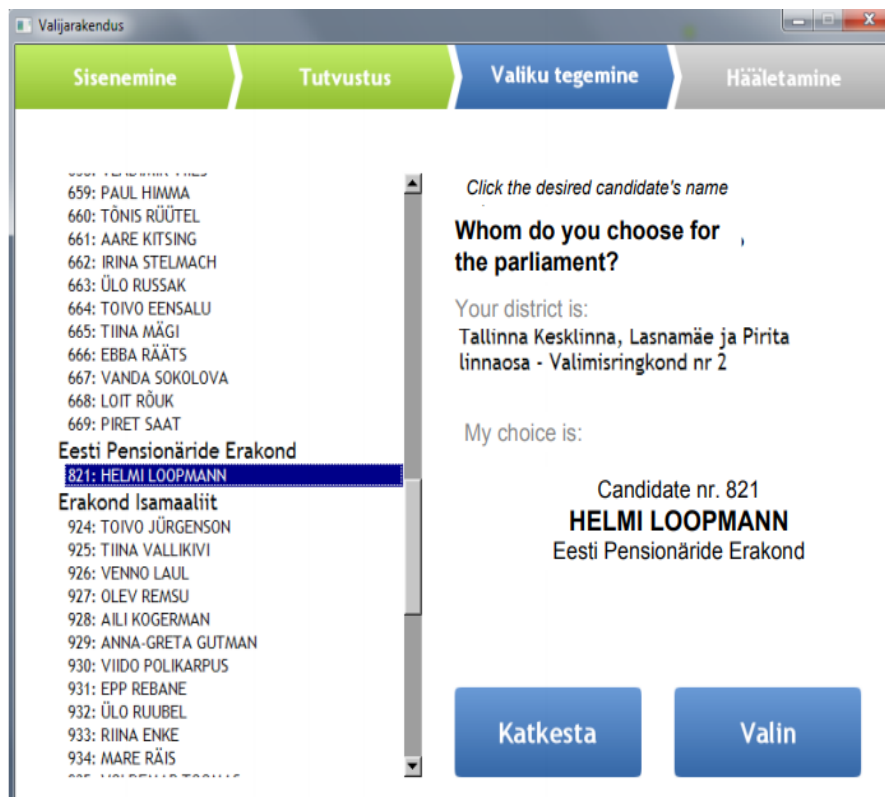 Valijarakendus
Sisenemine
Tutvustus
Valiku tegemine
Hääletamine
659: PAUL HIMMA
660: TÕNIS RÜÜTEL
661: AARE KITSING
662: IRINA STELMACH
663: ÜLO RUSSAK
664: TOIVO EENSALU
665: TIINA MÄGI
666: EBBA RÄÄTS
667: VANDA SOKOLOVA
668: LOIT RÕUK
669: PIRET SAAT
Eesti Pensionäride Erakond
821: HELMI LOOPMANN
Erakond Isamaaliit
924: TOIVO JÜRGENSON
925: TIINA VALLIKIVI
926: VENNO LAUL
927: OLEV REMSU
928: AILI KOGERMAN
929: ANNA-GRETA GUTMAN
930: VIIDO POLIKARPUS
931: EPP REBANE
932: ÜLO RUUBEL
933: RIINA ENKE
934: MARE RÄIS
Click the desired candidate's name
Whom do you choose for
the parliament?
Your district is:
Tallinna Kesklinna, Lasnamäe ja Pirita
linnaosa - Valimisringkond nr 2
My choice is:
Candidate nr. 821
HELMI LOOPMANN
Eesti Pensionäride Erakond
Katkesta
Valin